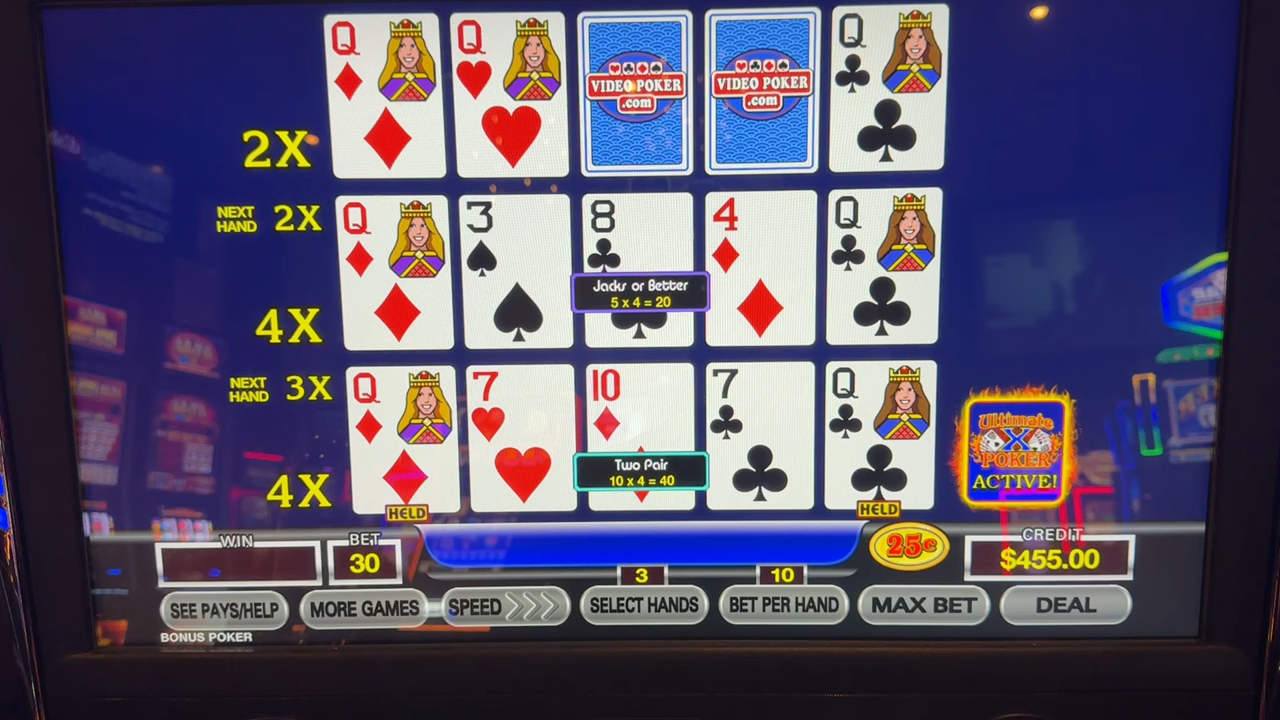 Q
Q
VIDEO POKER
.com
VIDEO POKER
.com
Q
2X
NEXT HAND 2X
Q
3
8
4
Q
Jacks or Better
5 x 4 = 20
4X
NEXT HAND 3X
Q
7
10
7
Q
Two Pair
10 x 4 = 40
4X
Ultimate
X
POKER
ACTIVE!
HELD
HELD
WIN
BET
30
25¢
CREDIT
$455.00
3
10
SEE PAYS/HELP
MORE GAMES
SPEED
SELECT HANDS
BET PER HAND
MAX BET
DEAL
BONUS POKER